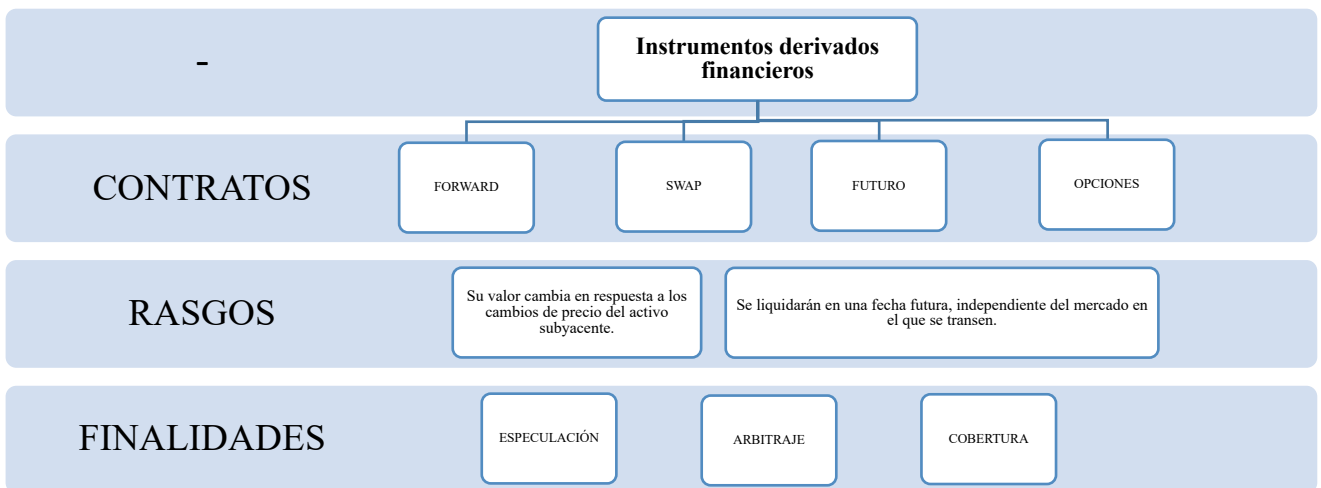 -
Instrumentos derivados
financieros
CONTRATOS
FORWARD
SWAP
FUTURO
OPCIONES
RASGOS
Su valor cambia en respuesta a los
cambios de precio del activo
subyacente.
Se liquidarán en una fecha futura, independiente del mercado en
el que se transen.
FINALIDADES
ESPECULACIÓN
ARBITRAJE
COBERTURA